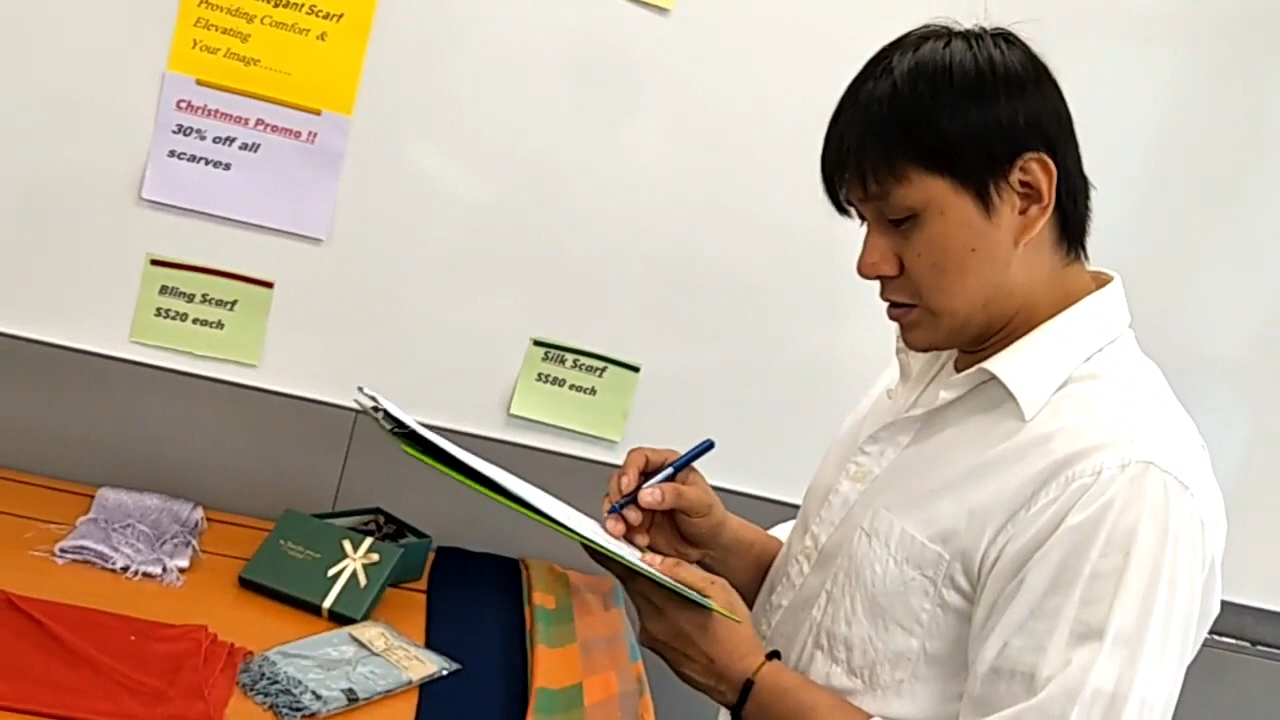 Elegant Scarf
Providing Comfort &
Elevating
Your Image.......
Christmas Promo !!
30% off all
scarves
Bling Scarf
S$20 each
Silk Scarf
S$80 each